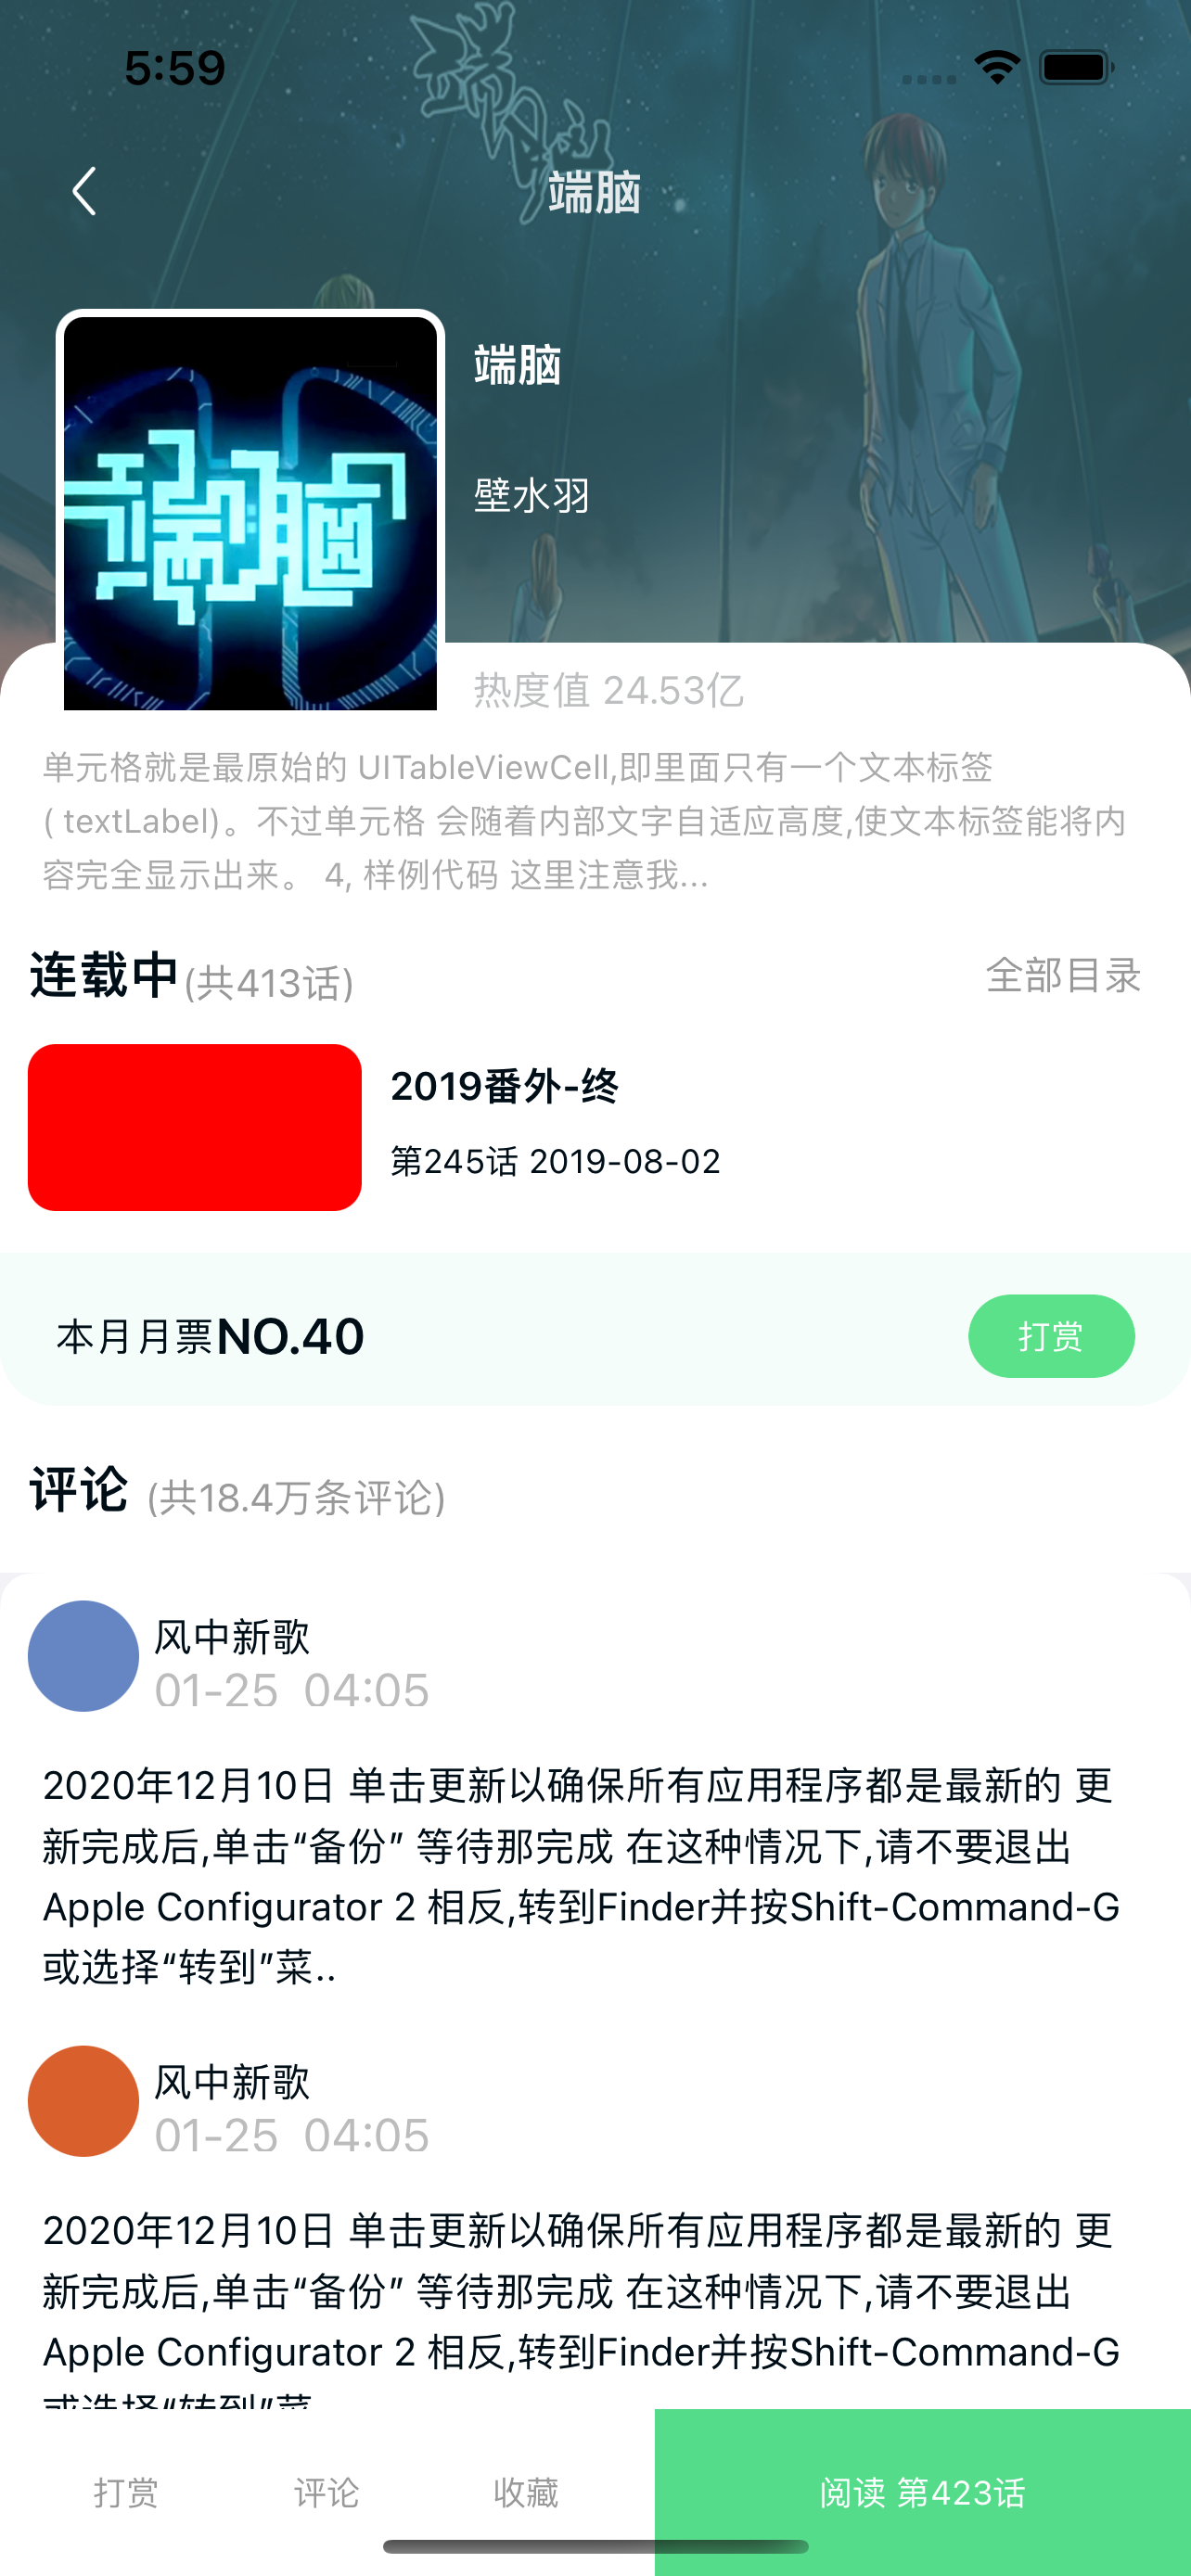 5:59
端脑
端脑
端脑
端脑
壁水羽
热度值 24.53亿
单元格就是最原始的 UITableViewCell,即里面只有一个文本标签
( textLabel)。不过单元格 会随着内部文字自适应高度,使文本标签能将内
容完全显示出来。 4, 样例代码 这里注意我...
连载中(共413话)
全部目录
2019番外-终
第245话 2019-08-02
本月月票NO.40
打赏
评论 (共18.4万条评论)
风中新歌
01-25 04:05
2020年12月10日 单击更新以确保所有应用程序都是最新的 更
新完成后,单击“备份” 等待那完成 在这种情况下,请不要退出
Apple Configurator 2 相反,转到Finder并按Shift-Command-G
或选择“转到”菜..
风中新歌
01-25 04:05
2020年12月10日 单击更新以确保所有应用程序都是最新的 更
新完成后,单击“备份” 等待那完成 在这种情况下,请不要退出
Apple Configurator 2 相反,转到Finder并按Shift-Command-G
或选择“转到”菜
打赏
评论
收藏
阅读 第423话